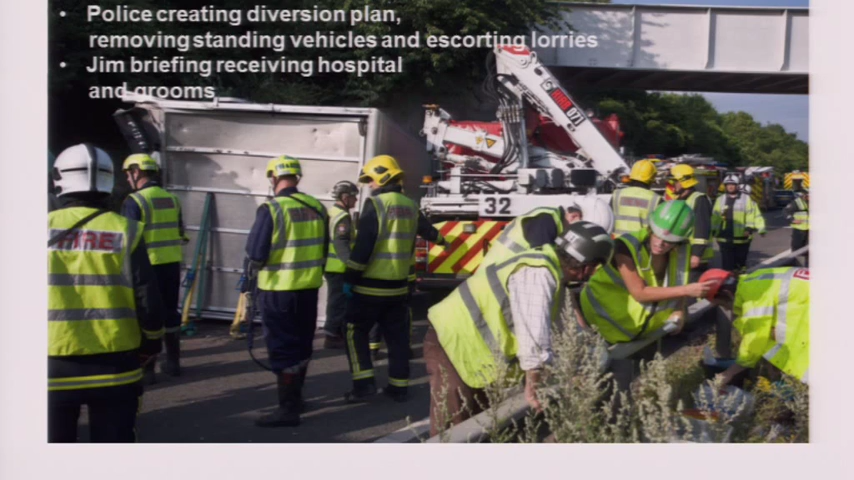 • Police creating diversion plan,
removing standing vehicles and escorting lorries
• Jim briefing receiving hospital
and grooms
32
FIRE